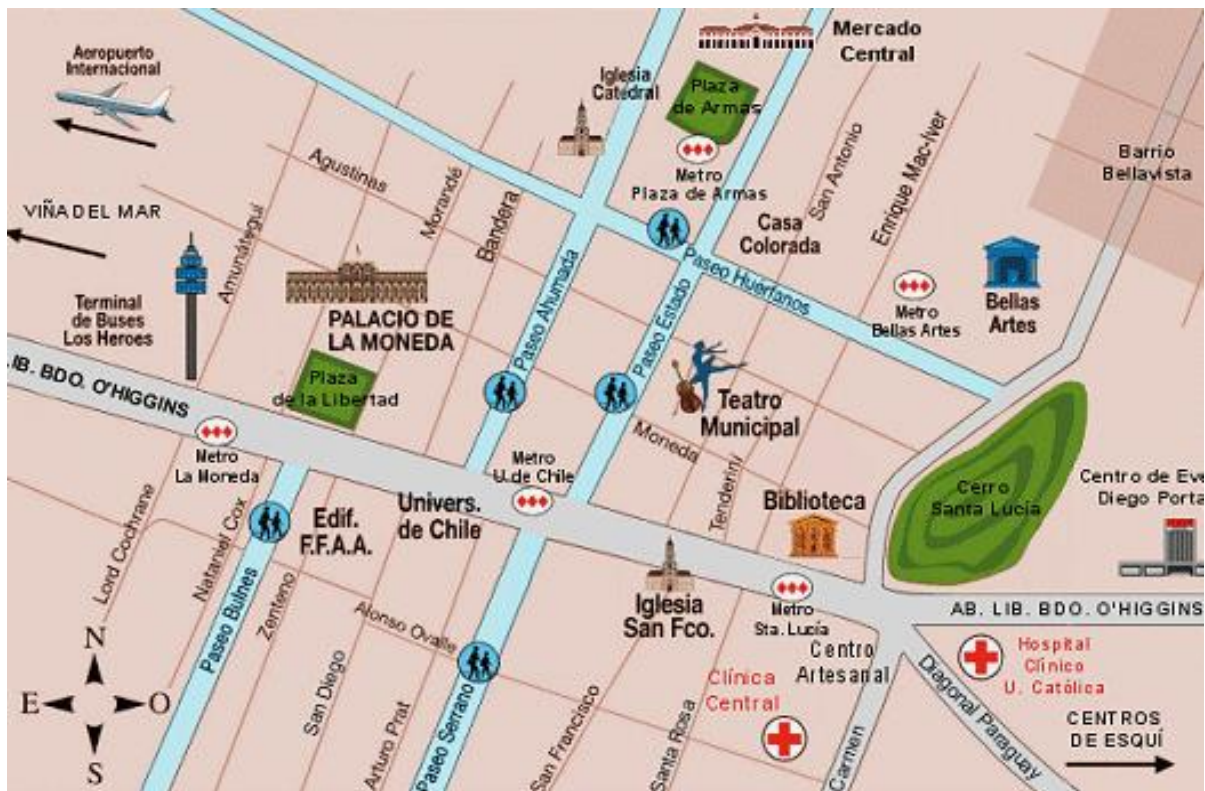 Aeropuerto
Internacional
VIÑA DEL MAR
Terminal
de Buses
Los Heroes
Amunátegui
Agustinas
Morandé
Bandera
PALACIO DE
LA MONEDA
Plaza
de la Libertad
Iglesia
Catedral
Plaza
de Armas
Metro
Plaza de Armas
Mercado
Central
San Antonio
Enrique Mac-Iver
Casa
Colorada
Barrio
Bellavista
Bellas
Artes
Metro
Bellas Artes
Paseo Huerfanos
Paseo Ahumada
Paseo Estado
Teatro
Municipal
Moneda
Tenderini
Biblioteca
Cerro
Santa Lucía
Centro de Eve
Diego Porta
.IB. BDO. O'HIGGINS
Metro
La Moneda
Metro
U. de Chile
Univers.
de Chile
Edif.
F.F.A.A.
Lord Cochrane
Nataniel Cox
Paseo Bulnes
Zenteno
Alonso Ovalle
San Diego
Arturo Prat
Paseo Serrano
San Francisco
Santa Rosa
Iglesia
San Fco.
Metro
Sta. Lucía
Centro
Artesanal
Clínica
Central
Carmen
AB. LIB. BDO. O'HIGGINS
Diagonal Paraguay
Hospital
Clínico
U. Católica
CENTROS
DE ESQUÍ
N
E
O
S